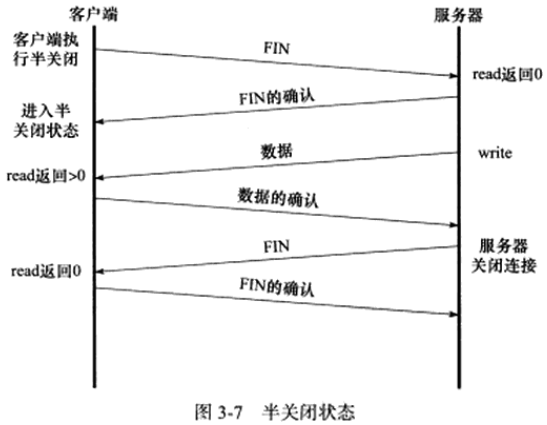 客户端
服务器
客户端执
行半关闭
FIN
read返回0
FIN的确认
进入半
关闭状态
数据
write
read返回>0
数据的确认
FIN
服务器
关闭连接
read返回0
FIN的确认
图 3-7 半关闭状态